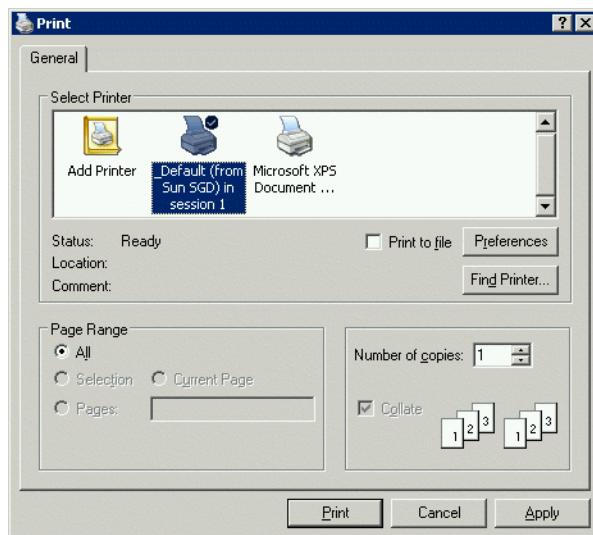 Print
General
Select Printer
Add Printer
_Default (from
Sun SGD) in
session 1
Microsoft XPS
Document ...
Status: Ready
Print to file
Preferences
Location:
Comment:
Find Printer...
Page Range
All
Selection
Current Page
Pages:
Number of copies: 1
Collate
1 2 3
1 2 3
Print
Cancel
Apply